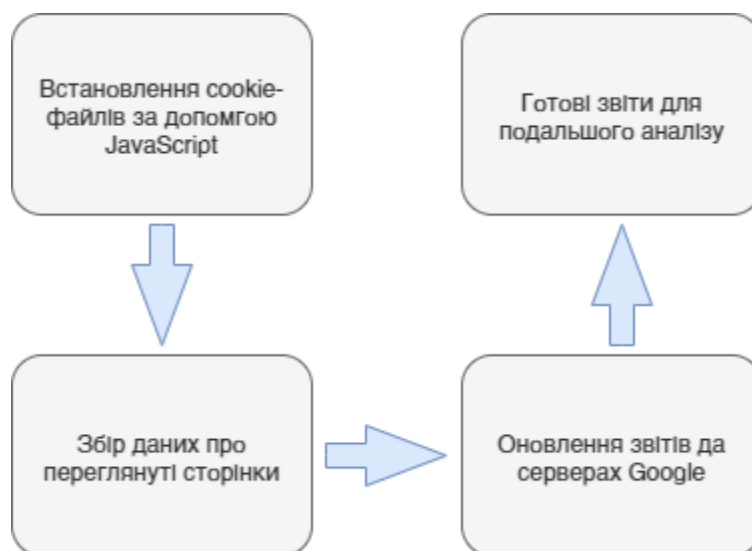 Встановлення cookie-
файлів за допомгою
JavaScript
Збір даних про
переглянуті сторінки
Оновлення звітів да
серверах Google
Готові звіти для
подальшого аналізу